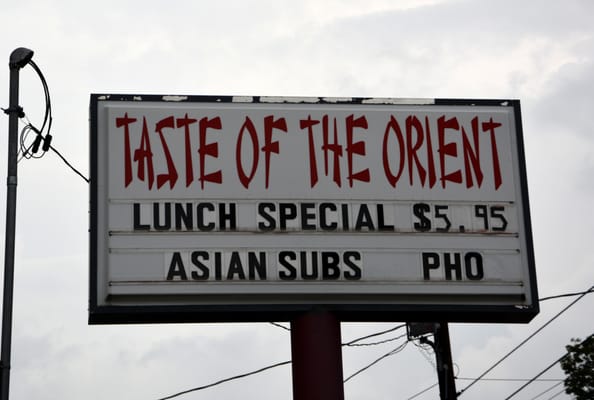 TASTE OF THE ORIENT
LUNCH SPECIAL $5.95
ASIAN SUBS PHO